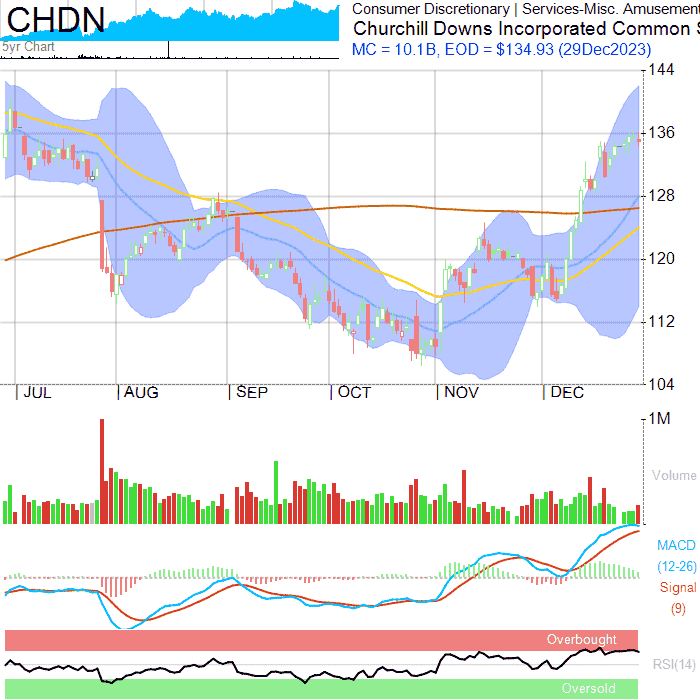 CHDN
5yr Chart
Consumer Discretionary | Services-Misc. Amusement
Churchill Downs Incorporated Common S
MC = 10.1B, EOD = $134.93 (29Dec2023)
144
136
128
120
112
104
JUL AUG SEP OCT NOV DEC
1M
Volume
MACD
(12-26)
Signal
(9)
Overbought
RSI(14)
Oversold